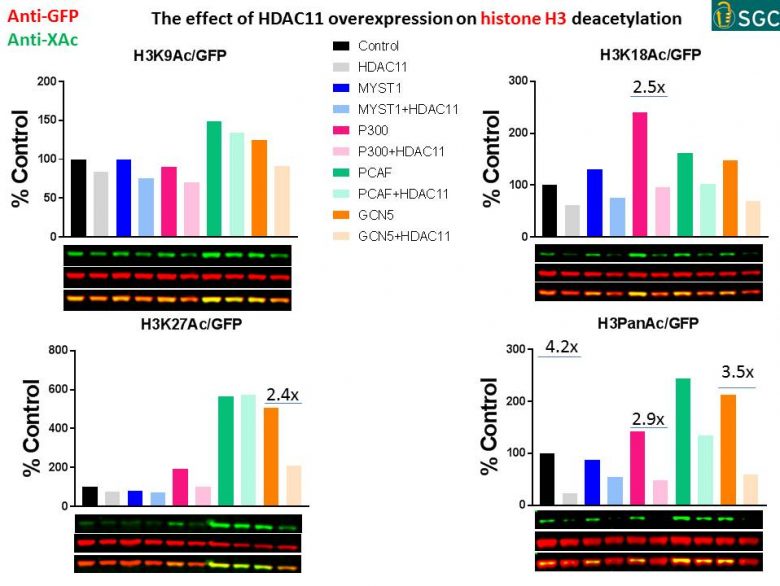 Anti-GFP
Anti-XAc
The effect of HDAC11 overexpression on histone H3 deacetylation
SGC
H3K9Ac/GFP
% Control
200
150
100
50
0
Control
HDAC11
MYST1
MYST1+HDAC11
P300
P300+HDAC11
PCAF
PCAF+HDAC11
GCN5
GCN5+HDAC11
H3K18Ac/GFP
% Control
300
200
100
0
2.5x
H3K27Ac/GFP
% Control
800
600
400
200
0
2.4x
H3PanAc/GFP
% Control
300
200
100
0
4.2x
2.9x
3.5x